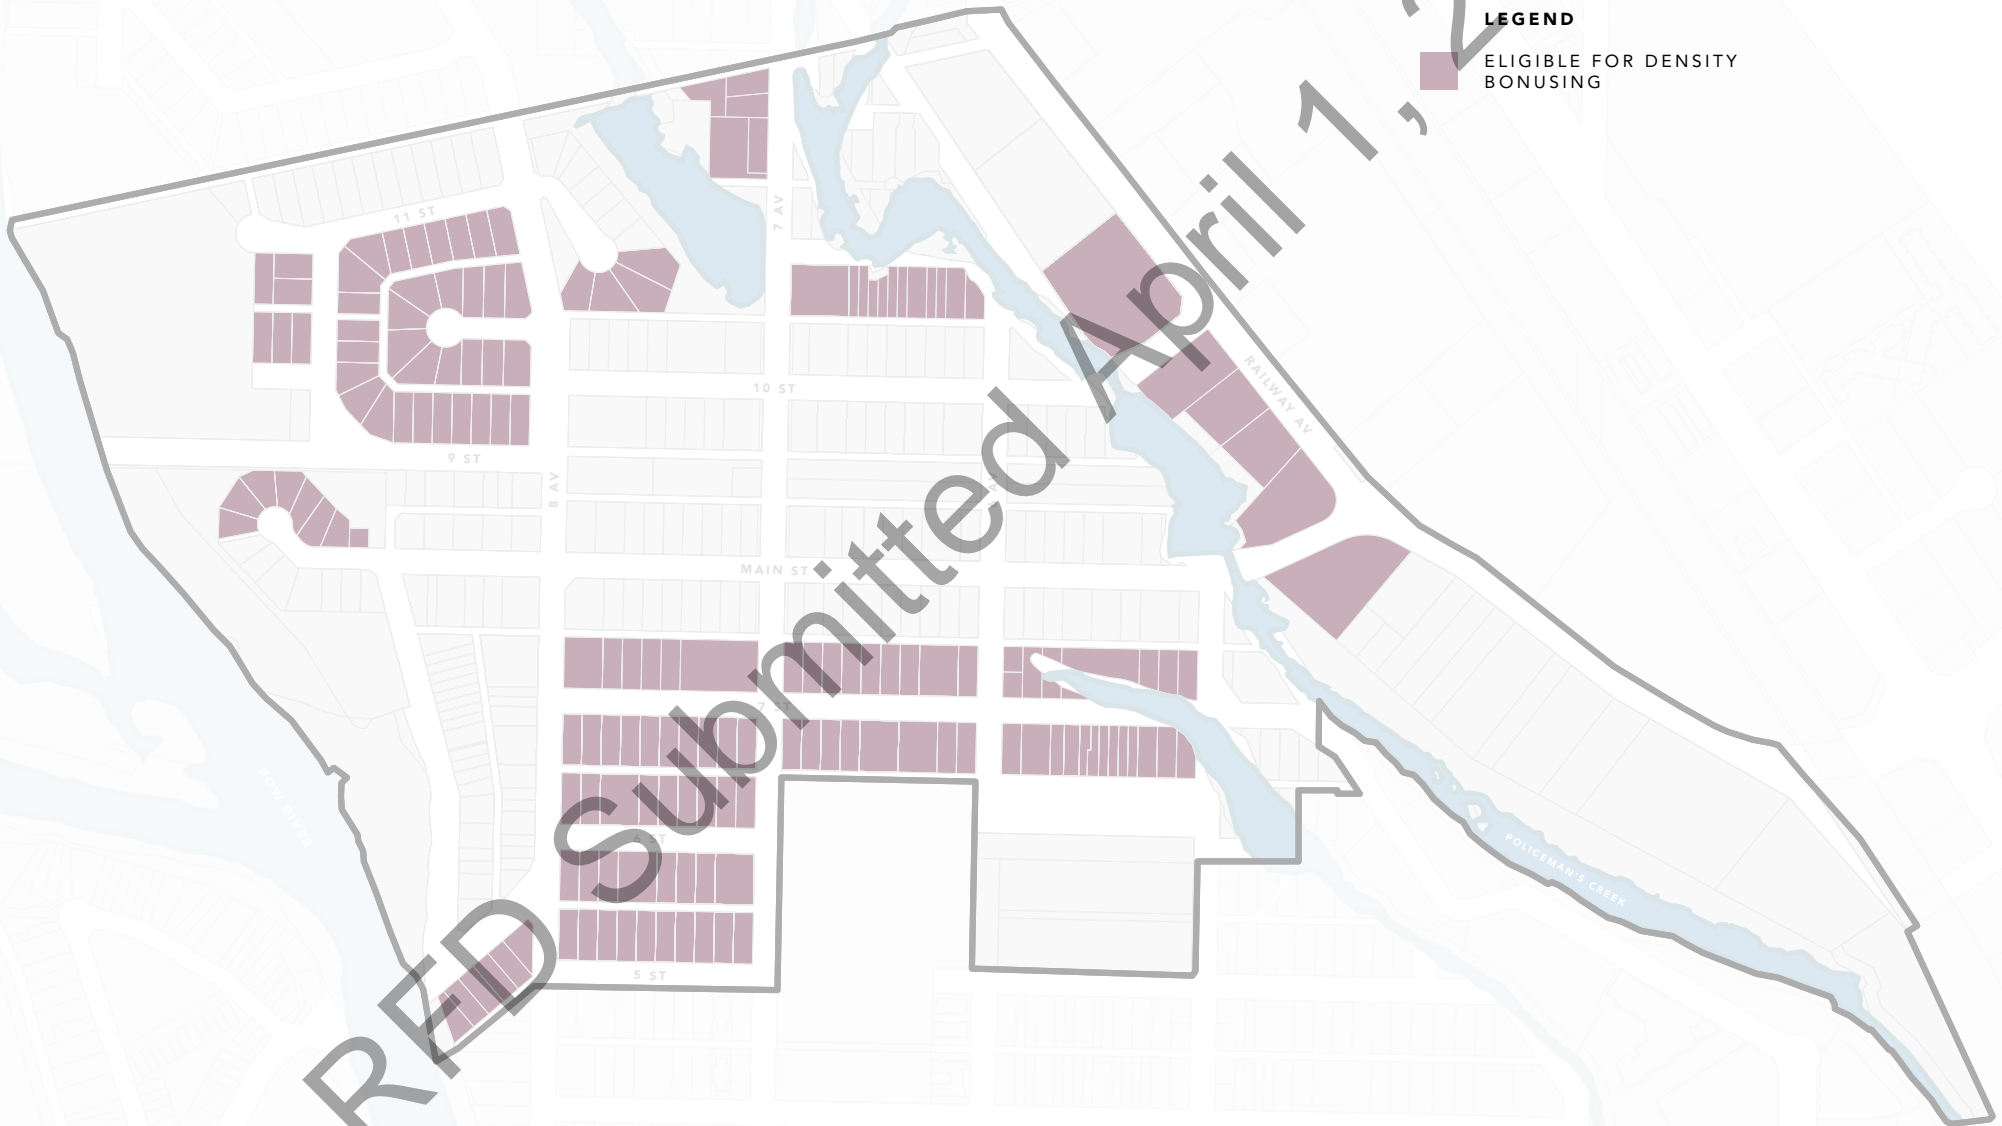 LEGEND
ELIGIBLE FOR DENSITY
BONUSING
11 ST
7 AV
10 ST
RAILWAY AV
9 ST
8 AV
MAIN ST
7 ST
6 ST
5 ST
BOW RIVER
POLICEMAN'S CREEK
RFD Submitted April 1, 2